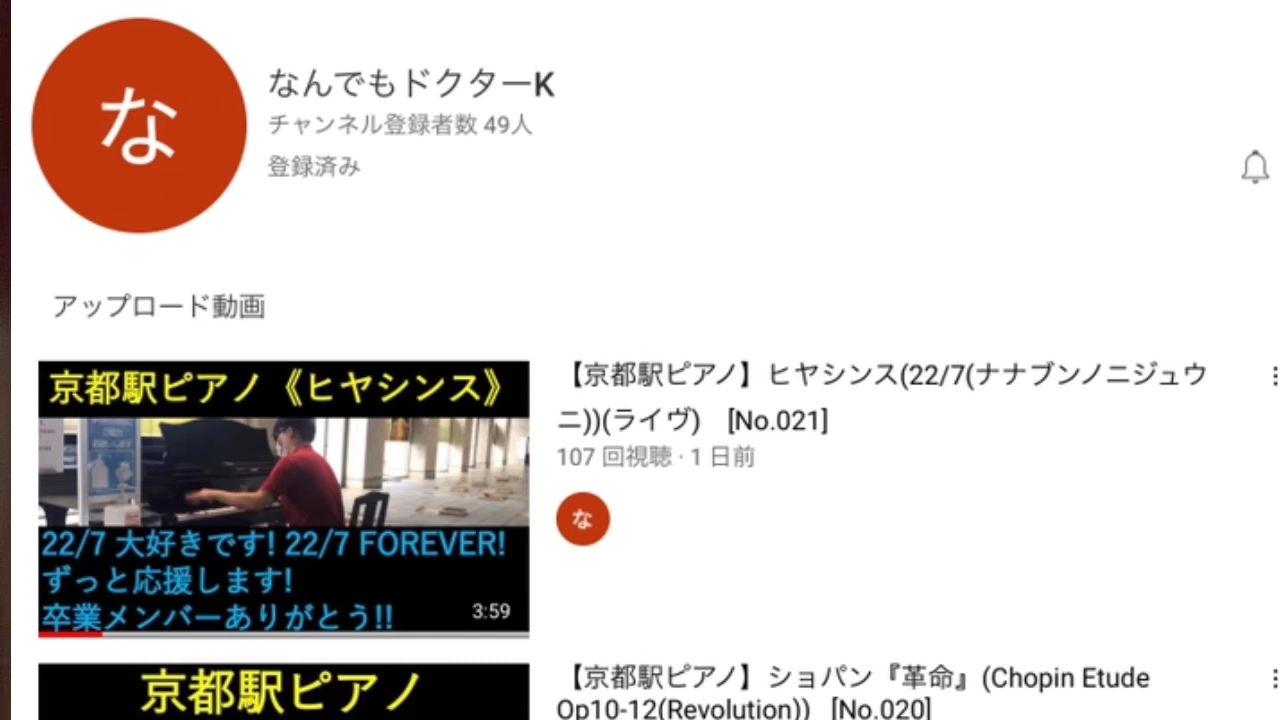 な
なんでもドクターK
チャンネル登録者数 49人
登録済み
アップロード動画
京都駅ピアノ《ヒヤシンス》
22/7 大好きです! 22/7 FOREVER!
ずっと応援します!
卒業メンバーありがとう!!
3:59
【京都駅ピアノ】ヒヤシンス(22/7(ナナブンノニジュウ
ニ))(ライヴ) [No.021]
107 回視聴・1 日前
な
京都駅ピアノ
【京都駅ピアノ】ショパン『革命』(Chopin Etude
Op10-12(Revolution)) [No.020]